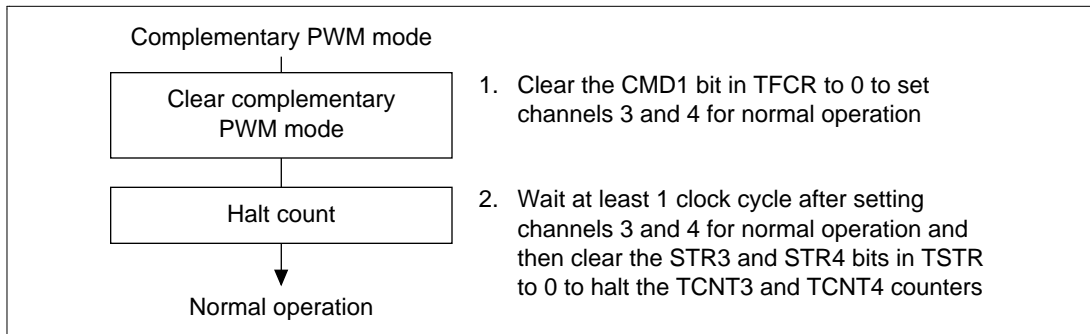 Complementary PWM mode
Clear complementary
PWM mode
1. Clear the CMD1 bit in TFCR to 0 to set
channels 3 and 4 for normal operation
Halt count
2. Wait at least 1 clock cycle after setting
channels 3 and 4 for normal operation and
then clear the STR3 and STR4 bits in TSTR
to 0 to halt the TCNT3 and TCNT4 counters
Normal operation